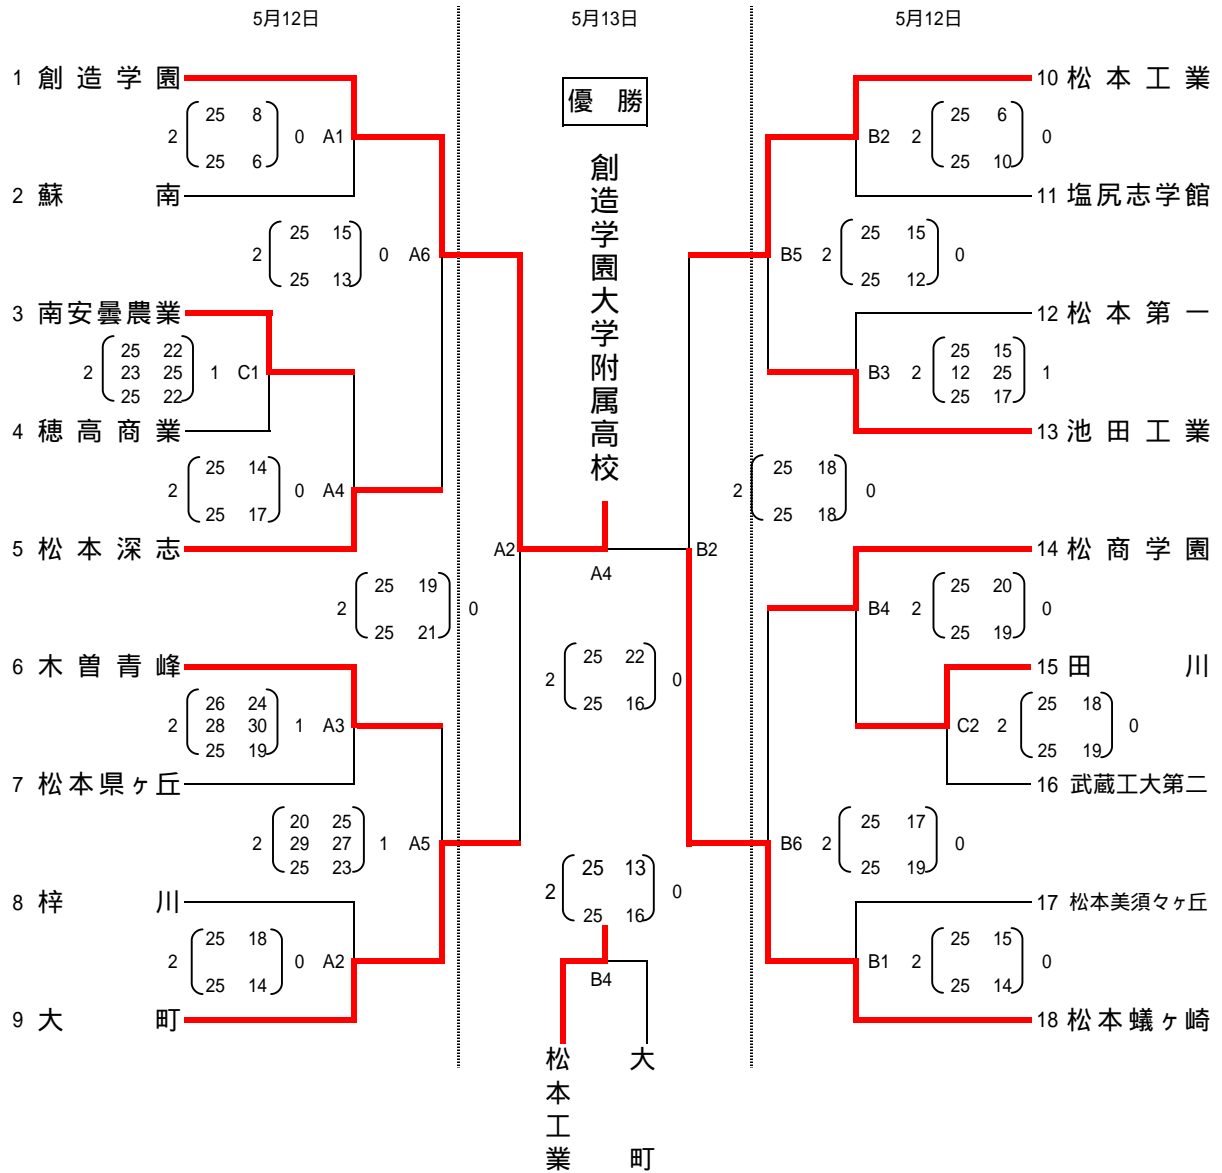 5月12日
5月13日
5月12日
優 勝
創造学園大学附属高校
1 創造学園
2 25 8 0 A1
25 6
2 蘇南
2 25 15 0 A6
25 13
3 南安曇農業
25 22
2 23 25 1 C1
25 22
4 穂高商業
2 25 14 0 A4
25 17
5 松本深志
A2
2 25 19 0
25 21
6 木曽青峰
26 24
2 28 30 1 A3
25 19
7 松本県ヶ丘
20 25
2 29 27 1 A5
25 23
8 梓川
2 25 18 0 A2
25 14
9 大町
A4
2 25 22 0
25 16
2 25 13 0
25 16
B4
松本工業
大町
10 松本工業
B2 2 25 6 0
25 10
11 塩尻志学館
B5 2 25 15 0
25 12
12 松本第一
25 15
B3 2 12 25 1
25 17
13 池田工業
2 25 18 0
25 18
B2
14 松商学園
B4 2 25 20 0
25 19
15 田川
C2 2 25 18 0
25 19
16 武蔵工大第二
B6 2 25 17 0
25 19
17 松本美須々ヶ丘
B1 2 25 15 0
25 14
18 松本蟻ヶ崎